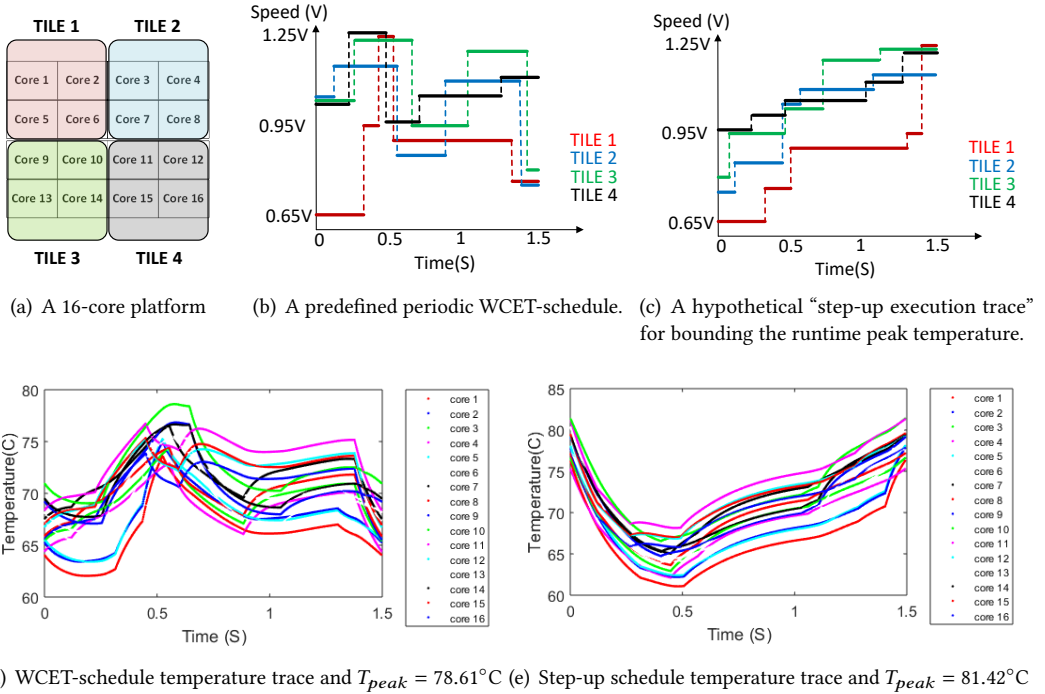 TILE 1 TILE 2
Core 1 Core 2 Core 3 Core 4
Core 5 Core 6 Core 7 Core 8
Core 9 Core 10 Core 11 Core 12
Core 13 Core 14 Core 15 Core 16
TILE 3 TILE 4
(a) A 16-core platform
Speed (V)
1.25V
0.95V
0.65V
TILE 1
TILE 2
TILE 3
TILE 4
0 0.5 1 1.5
Time(S)
(b) A predefined periodic WCET-schedule.
Speed (V)
1.25V
0.95V
0.65V
TILE 1
TILE 2
TILE 3
TILE 4
0 0.5 1 1.5
Time(S)
(c) A hypothetical “step-up execution trace”
for bounding the runtime peak temperature.
80
75
70
65
60
Temperature(C)
0 0.5 1 1.5
Time (S)
core 1
core 2
core 3
core 4
core 5
core 6
core 7
core 8
core 9
core 10
core 11
core 12
core 13
core 14
core 15
core 16
) WCET-schedule temperature trace and Tpeak = 78.61°C
85
80
75
70
65
60
Temperature(C)
0 0.5 1 1.5
Time (S)
core 1
core 2
core 3
core 4
core 5
core 6
core 7
core 8
core 9
core 10
core 11
core 12
core 13
core 14
core 15
core 16
(e) Step-up schedule temperature trace and Tpeak = 81.42°C